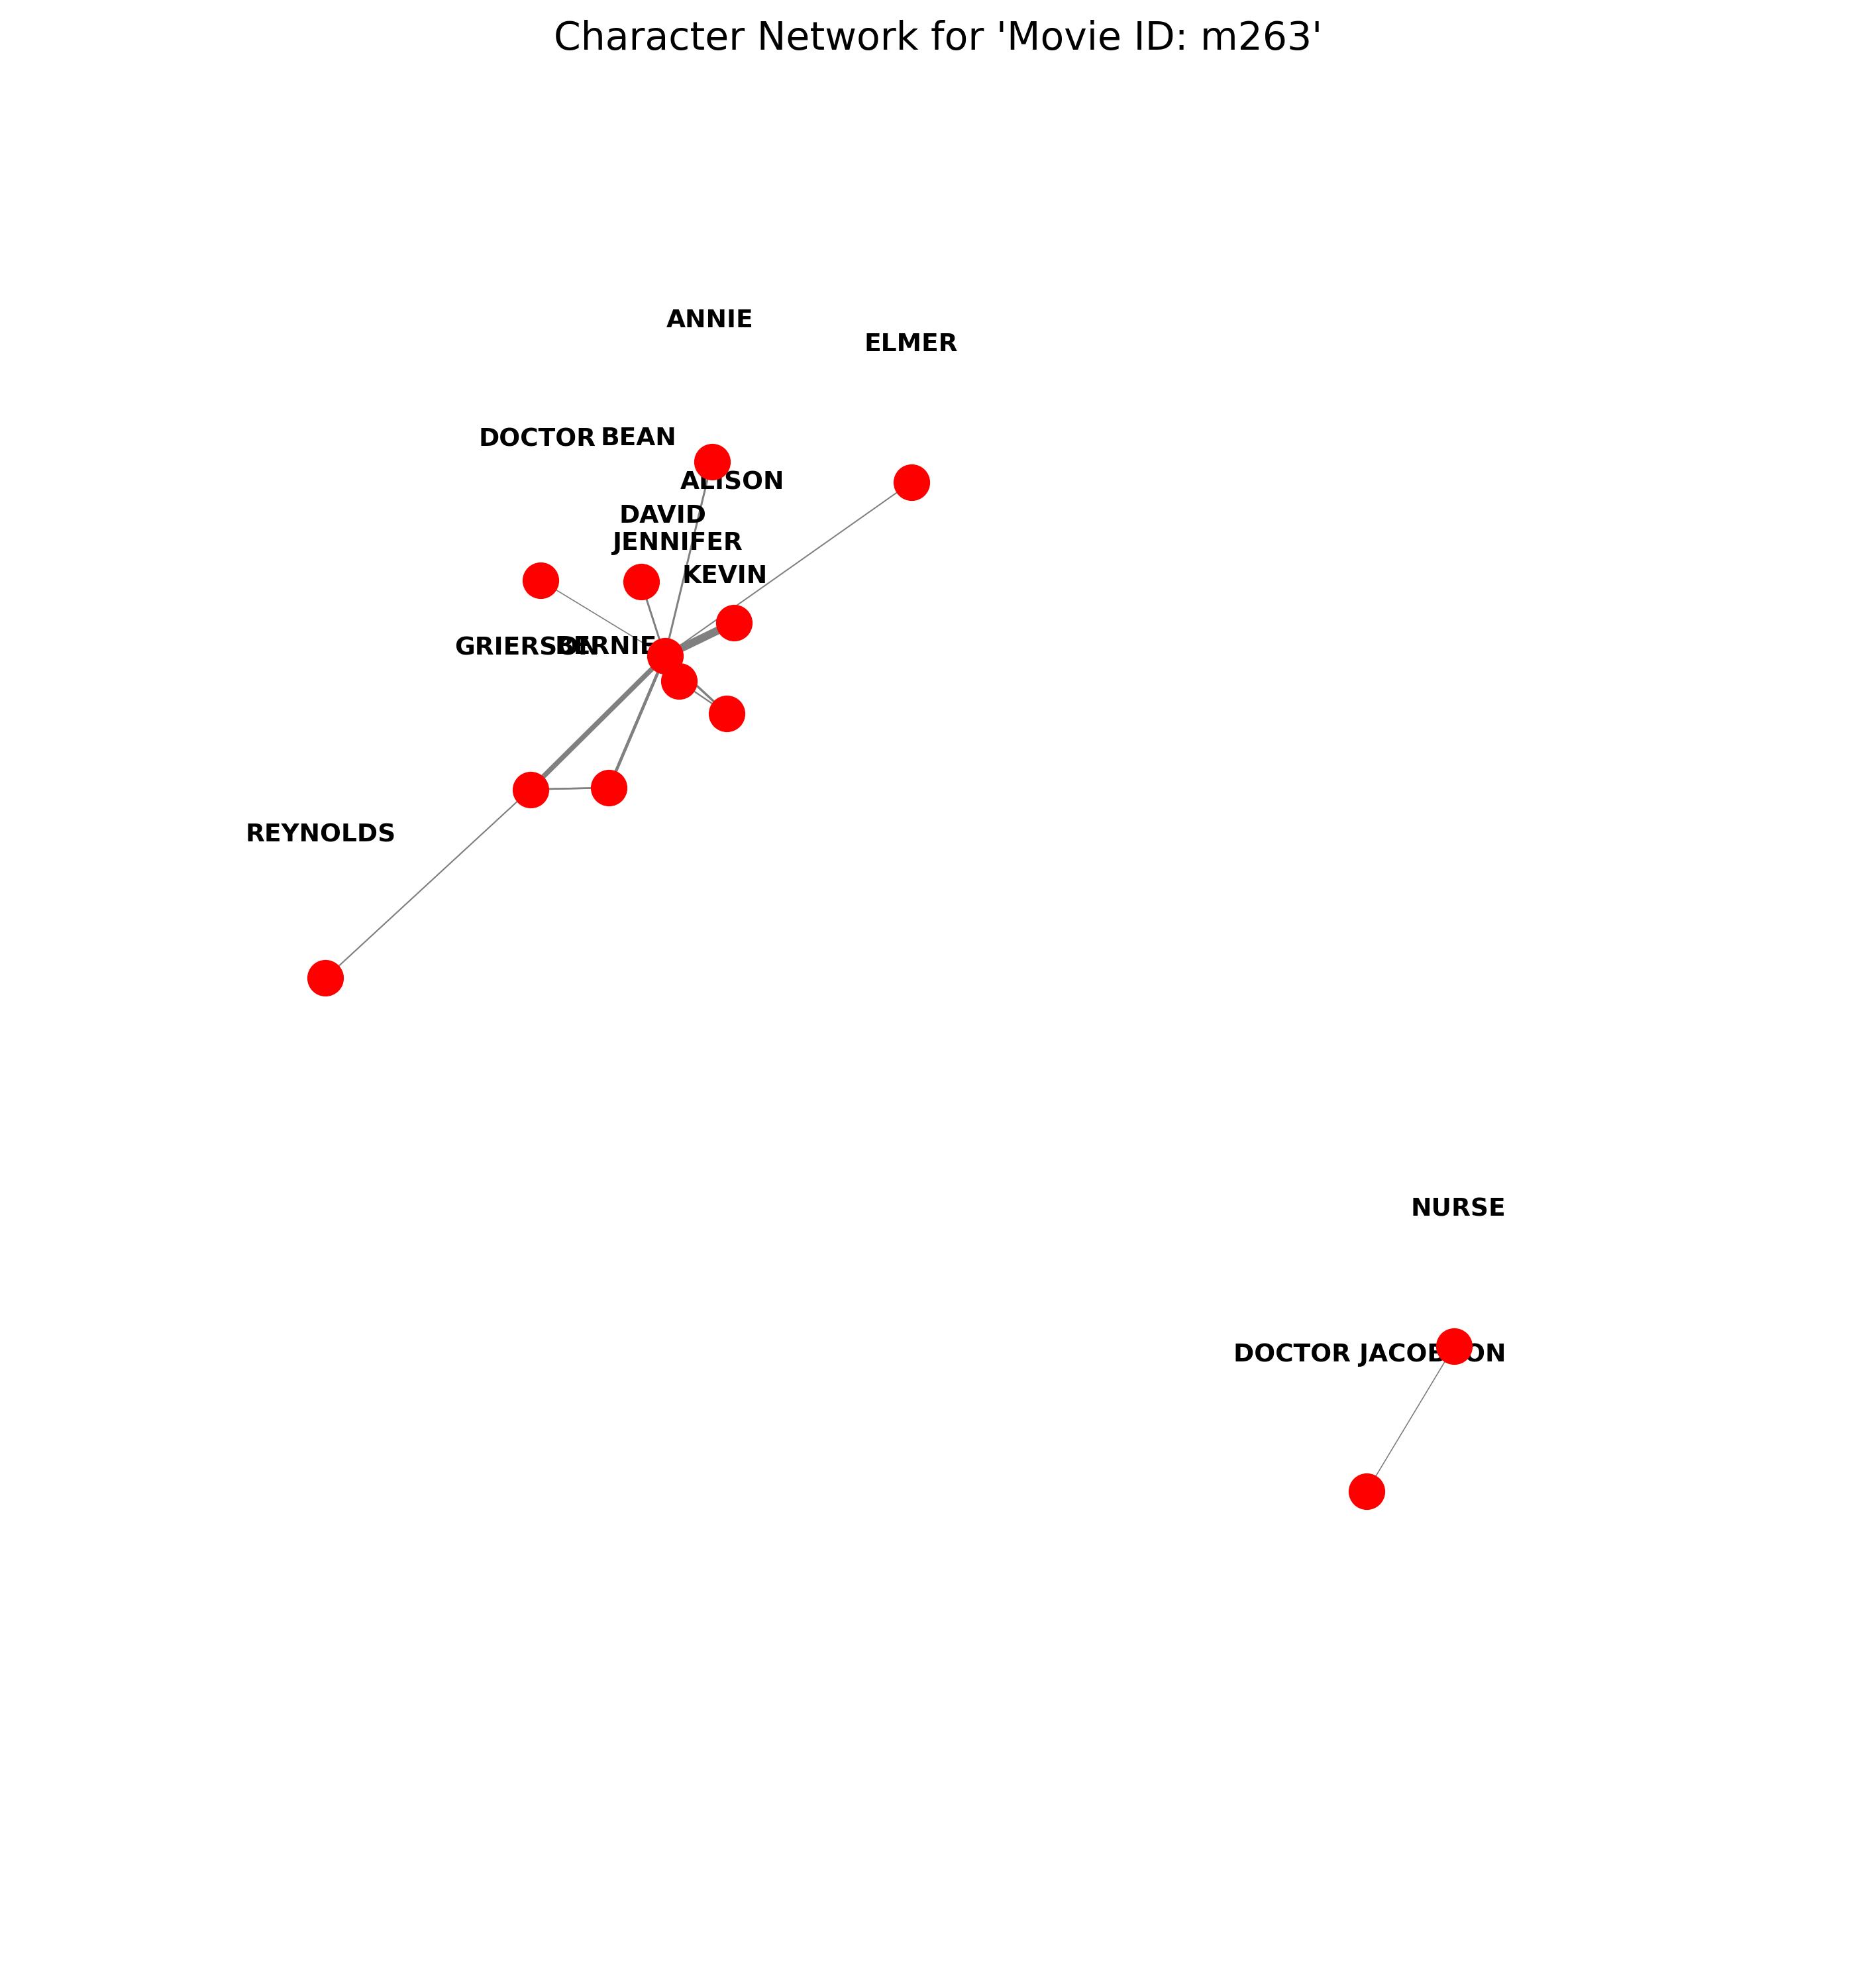 Character Network for 'Movie ID: m263'
ANNIE
ELMER
DOCTOR
BEAN
ALISON
DAVID
JENNIFER
KEVIN
GRIERSON
BERNIE
REYNOLDS
NURSE
DOCTOR JACOBSON